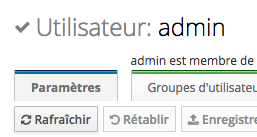 Utilisateur: admin
admin est membre de
Paramètres Groupes d'utilisateu
Rafraîchir Rétablir Enregistre